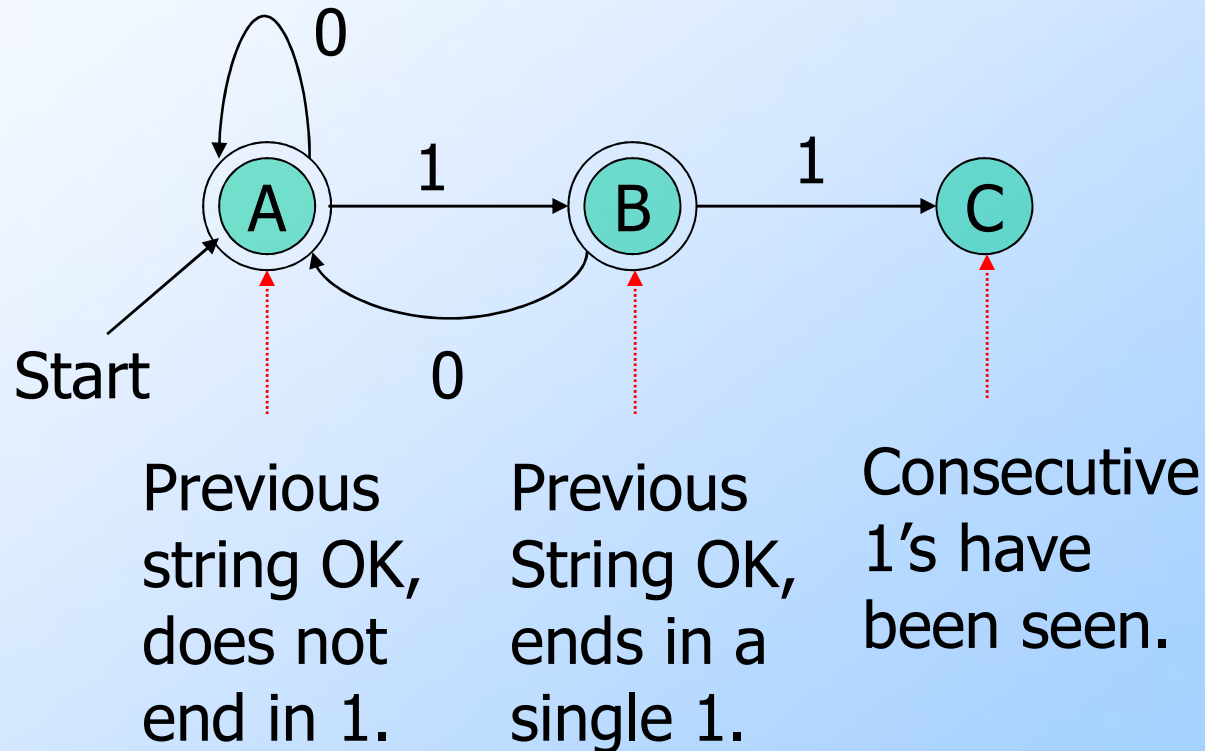 0
A
1
B
1
C
Start
0
Previous
string OK,
does not
end in 1.
Previous
String OK,
ends in a
single 1.
Consecutive
1’s have
been seen.